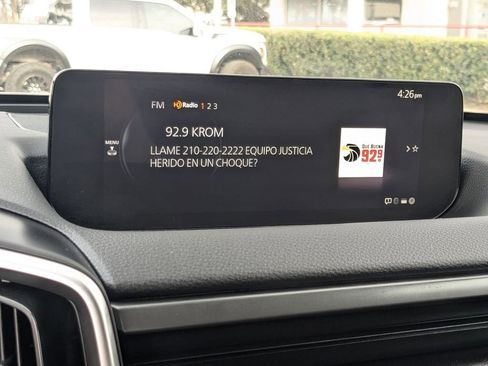 4:26pm
FM HD Radio 1 2 3
92.9 KROM
MENU
LLAME 210-220-2222 EQUIPO JUSTICIA
HERIDO EN UN CHOQUE?
QUE BUENA
92.9